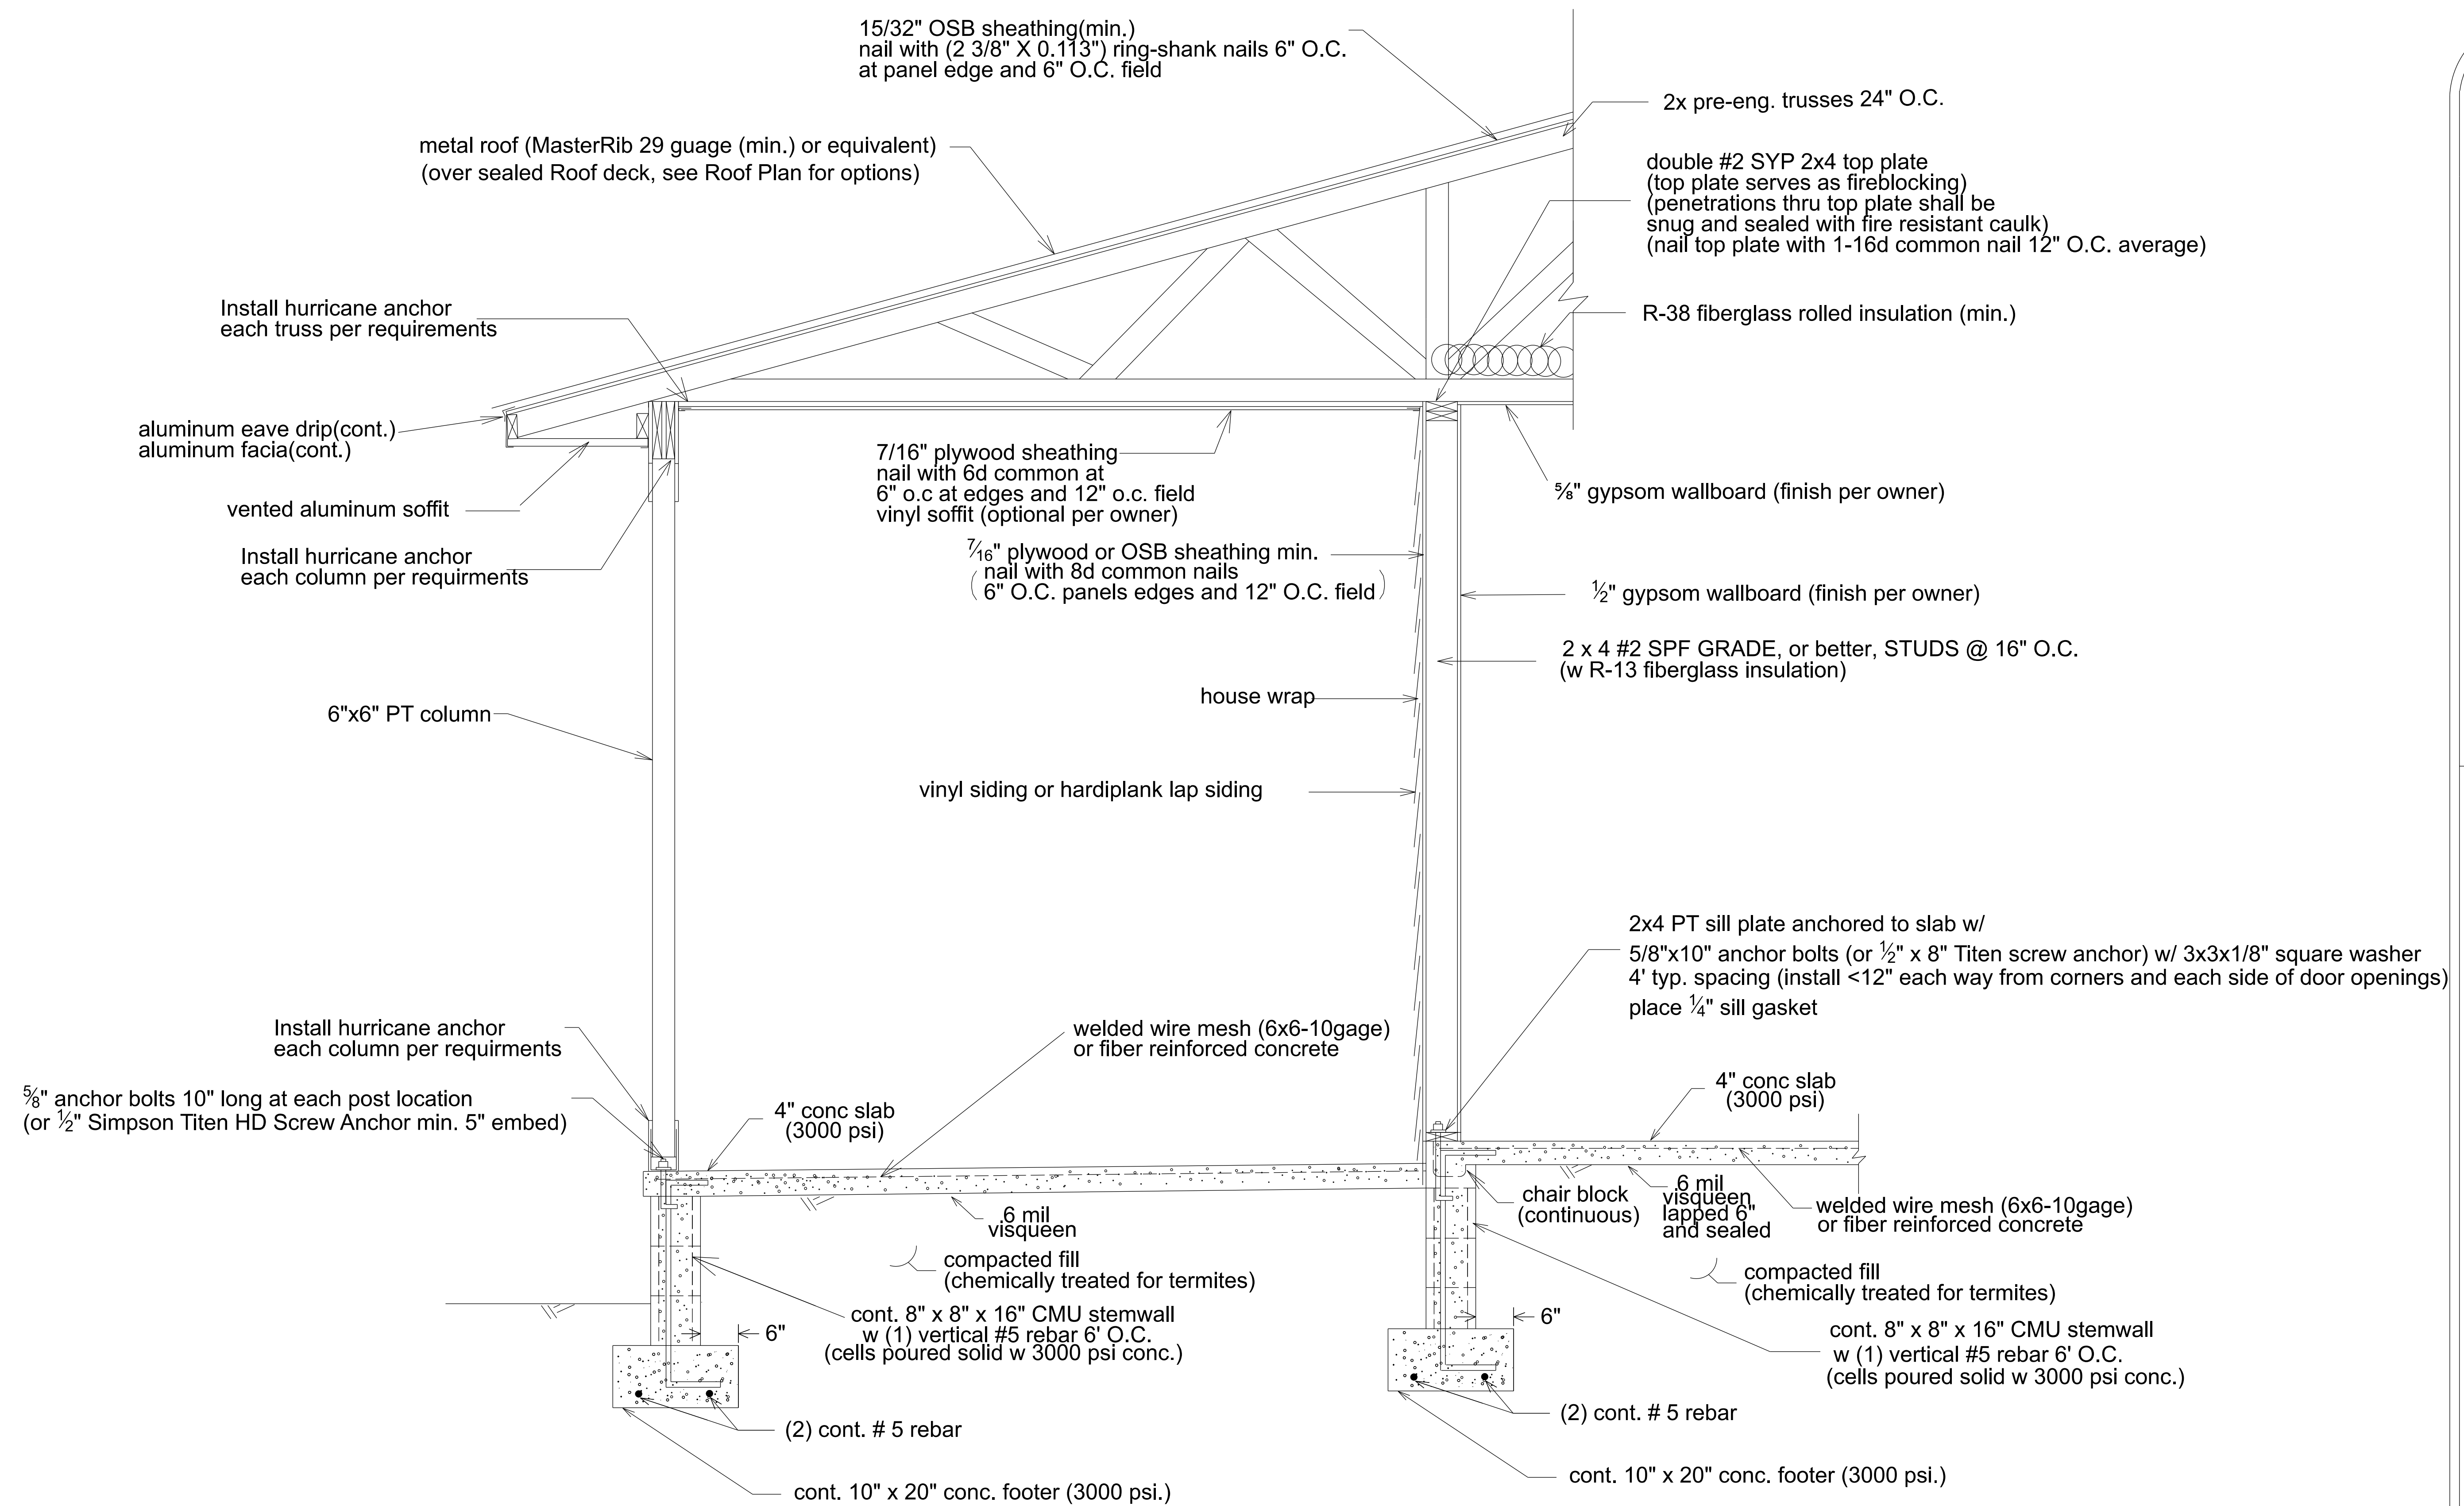 15/32" OSB sheathing(min.)
nail with (2 3/8" X 0.113") ring-shank nails 6" O.C.
at panel edge and 6" O.C. field
2x pre-eng. trusses 24" O.C.
metal roof (MasterRib 29 guage (min.) or equivalent)
(over sealed Roof deck, see Roof Plan for options)
double #2 SYP 2x4 top plate
(top plate serves as fireblocking)
(penetrations thru top plate shall be
snug and sealed with fire resistant caulk)
(nail top plate with 1-16d common nail 12" O.C. average)
Install hurricane anchor
each truss per requirements
R-38 fiberglass rolled insulation (min.)
aluminum eave drip(cont.)
aluminum facia(cont.)
7/16" plywood sheathing
nail with 6d common at
6" o.c at edges and 12" o.c. field
vinyl soffit (optional per owner)
⅝" gypsom wallboard (finish per owner)
vented aluminum soffit
Install hurricane anchor
each column per requirments
7⁄16" plywood or OSB sheathing min.
nail with 8d common nails
( 6" O.C. panels edges and 12" O.C. field )
½" gypsom wallboard (finish per owner)
2 x 4 #2 SPF GRADE, or better, STUDS @ 16" O.C.
(w R-13 fiberglass insulation)
house wrap
6"x6" PT column
vinyl siding or hardiplank lap siding
2x4 PT sill plate anchored to slab w/
5/8"x10" anchor bolts (or ½" x 8" Titen screw anchor) w/ 3x3x1/8" square washer
4' typ. spacing (install <12" each way from corners and each side of door openings)
place ¼" sill gasket
Install hurricane anchor
each column per requirments
welded wire mesh (6x6-10gage)
or fiber reinforced concrete
⅝" anchor bolts 10" long at each post location
(or ½" Simpson Titen HD Screw Anchor min. 5" embed)
4" conc slab
(3000 psi)
4" conc slab
(3000 psi)
6 mil
visqueen
chair block
(continuous)
6 mil
visqueen
lapped 6"
and sealed
welded wire mesh (6x6-10gage)
or fiber reinforced concrete
compacted fill
(chemically treated for termites)
compacted fill
(chemically treated for termites)
cont. 8" x 8" x 16" CMU stemwall
w (1) vertical #5 rebar 6' O.C.
(cells poured solid w 3000 psi conc.)
6"
6"
cont. 8" x 8" x 16" CMU stemwall
w (1) vertical #5 rebar 6' O.C.
(cells poured solid w 3000 psi conc.)
(2) cont. # 5 rebar
(2) cont. # 5 rebar
cont. 10" x 20" conc. footer (3000 psi.)
cont. 10" x 20" conc. footer (3000 psi.)